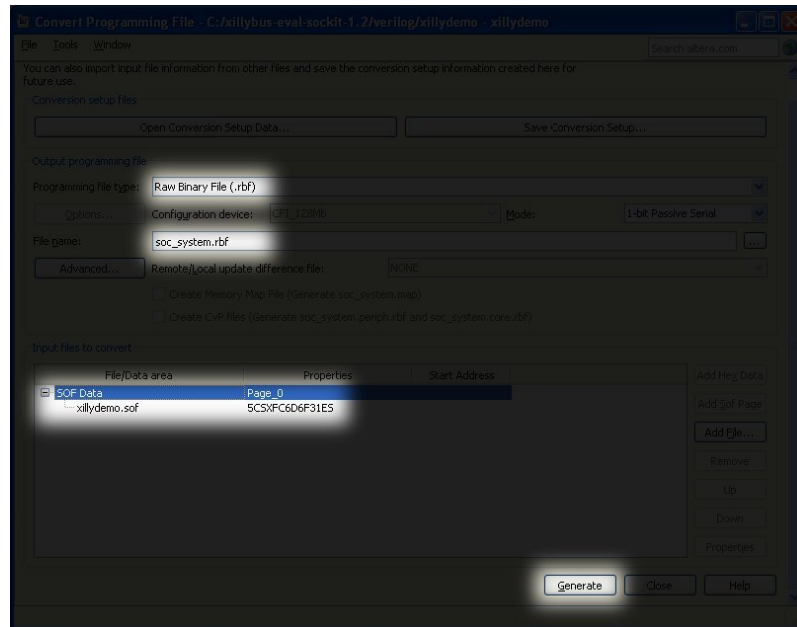 Convert Programming File - C:/xillybus-eval-sockit-1.2/verilog/xillydemo - xillydemo
File Tools Window
Search altera.com
You can also import input file information from other files and save the conversion setup information created here for
future use.
Conversion setup files
Open Conversion Setup Data... Save Conversion Setup...
Output programming file
Programming file type: Raw Binary File (.rbf)
Options... Configuration device: CFI_128Mb Mode: 1-bit Passive Serial
File name: soc_system.rbf ...
Advanced... Remote/Local update difference file: NONE
Create Memory Map File (Generate soc_system.map)
Create CvP files (Generate soc_system.periph.rbf and soc_system.core.rbf)
Input files to convert
File/Data area Properties Start Address
Add Hex Data
SOF Data Page_0
xillydemo.sof 5CSXFC6D6F31ES
Add Sof Page
Add File...
Remove
Up
Down
Properties
Generate Close Help